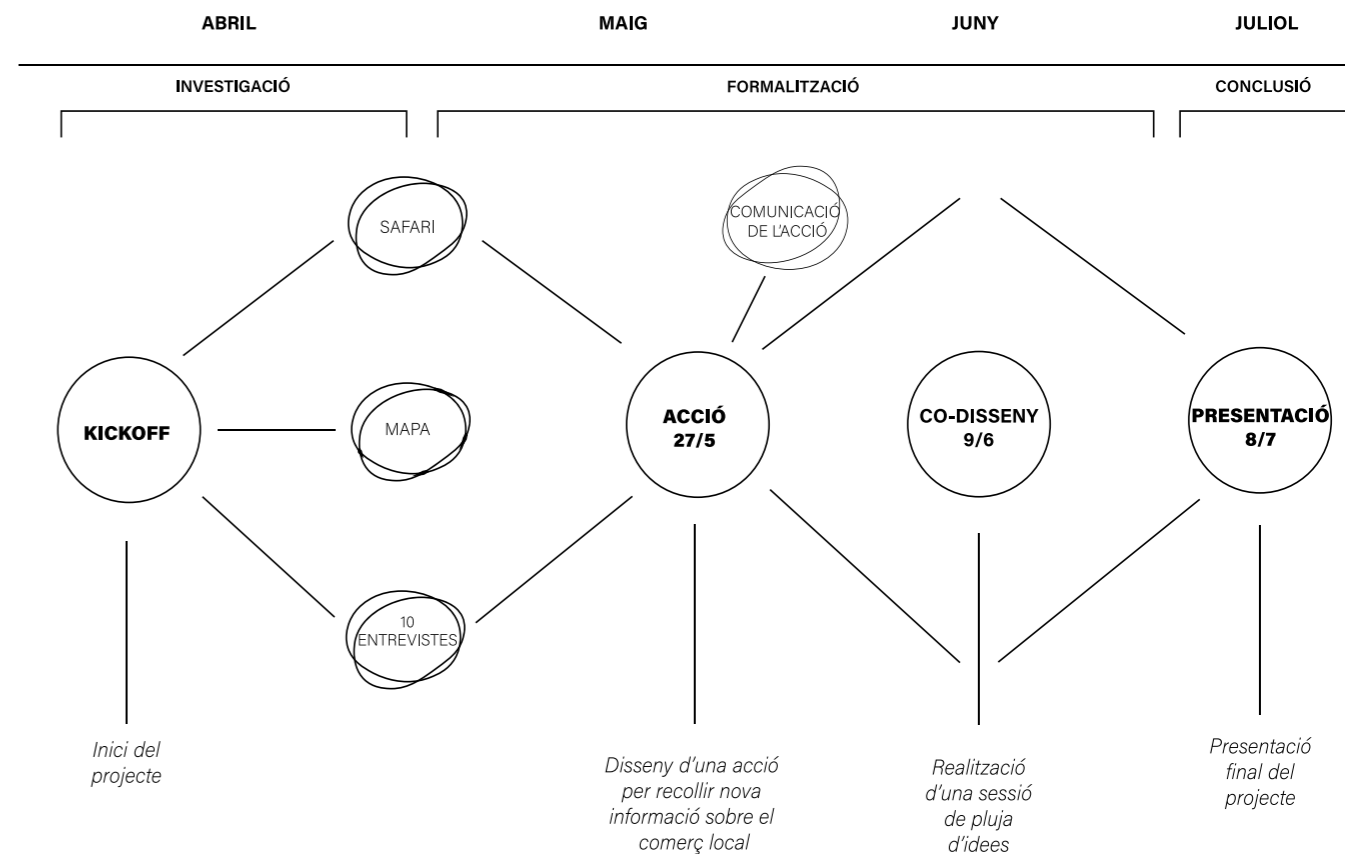 ABRIL
MAIG
JUNY
JULIOL
INVESTIGACIÓ
FORMALITZACIÓ
CONCLUSIÓ
SAFARI
COMUNICACIÓ
DE L'ACCIÓ
KICKOFF
MAPA
ACCIÓ
27/5
CO-DISSENY
9/6
PRESENTACIÓ
8/7
10
ENTREVISTES
Inici del
projecte
Disseny d'una acció
per recollir nova
informació sobre el
comerç local
Realització
d'una sessió
de pluja
d'idees
Presentació
final del
projecte